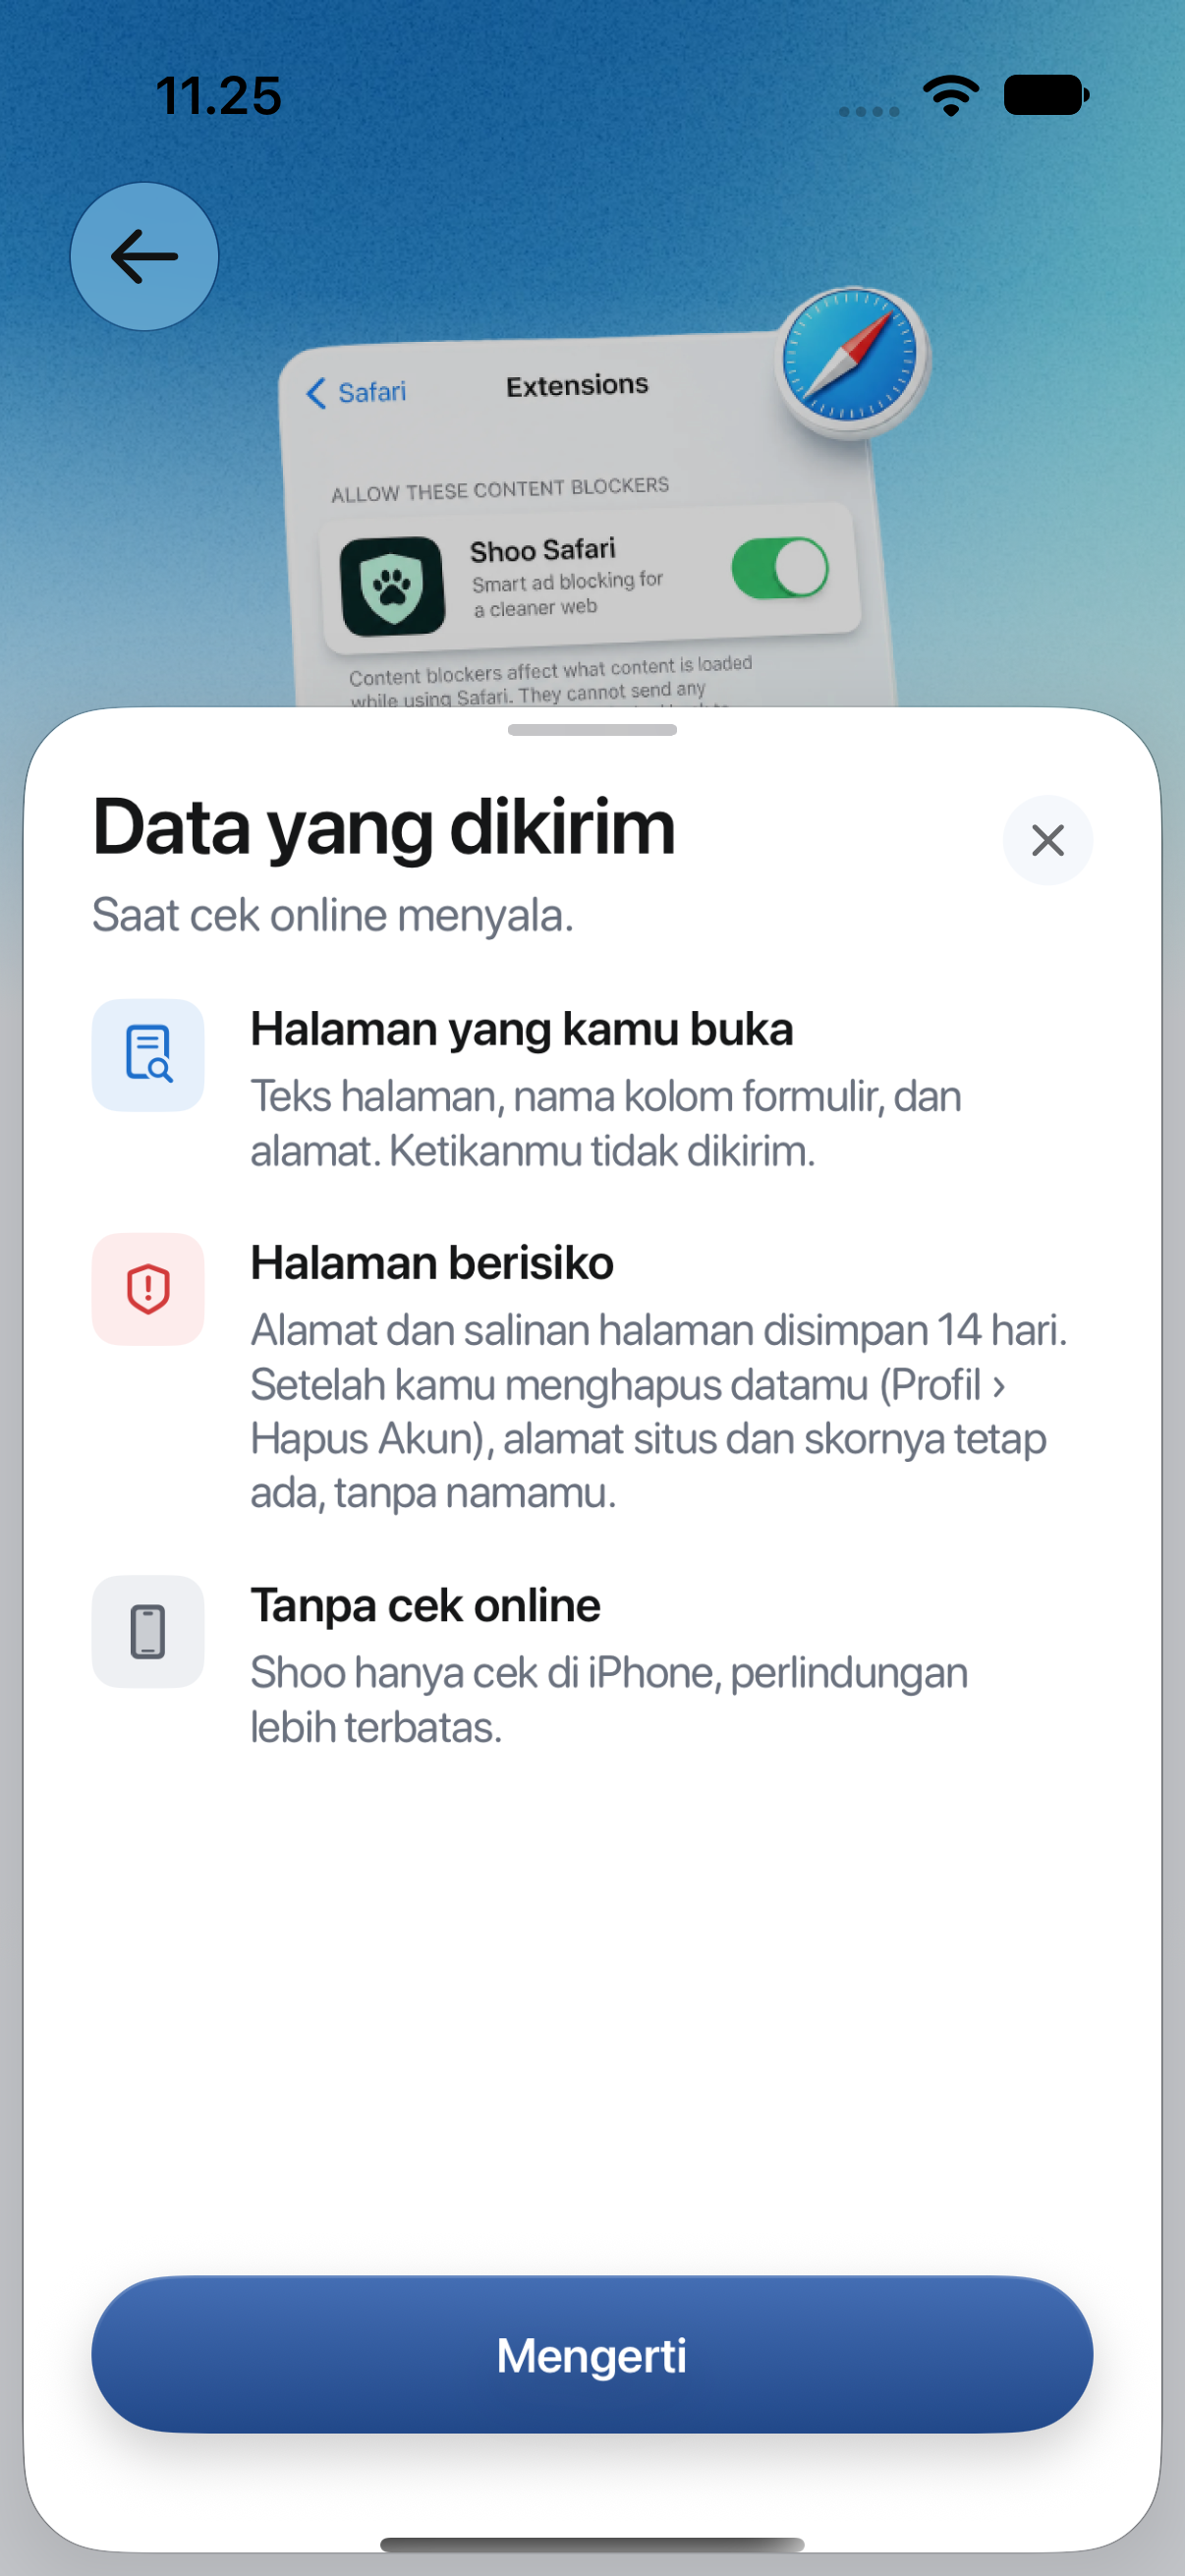 11.25
Safari
Extensions
ALLOW THESE CONTENT BLOCKERS
Shoo Safari
Smart ad blocking for
a cleaner web
Content blockers affect what content is loaded
while using Safari. They cannot send any
Data yang dikirim
Saat cek online menyala.
Halaman yang kamu buka
Teks halaman, nama kolom formulir, dan
alamat. Ketikanmu tidak dikirim.
Halaman berisiko
Alamat dan salinan halaman disimpan 14 hari.
Setelah kamu menghapus datamu (Profil ›
Hapus Akun), alamat situs dan skornya tetap
ada, tanpa namamu.
Tanpa cek online
Shoo hanya cek di iPhone, perlindungan
lebih terbatas.
Mengerti